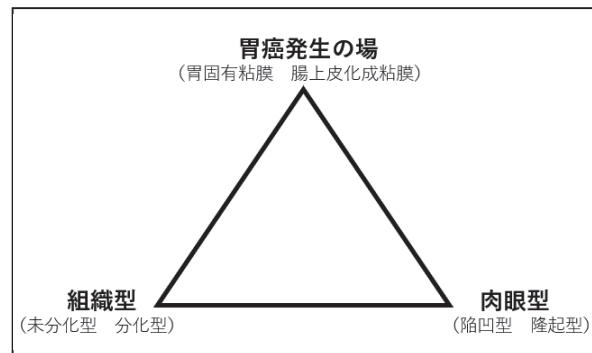 胃癌発生の場
（胃固有粘膜　腸上皮化成粘膜）
組織型
（未分化型　分化型）
肉眼型
（陥凹型　隆起型）